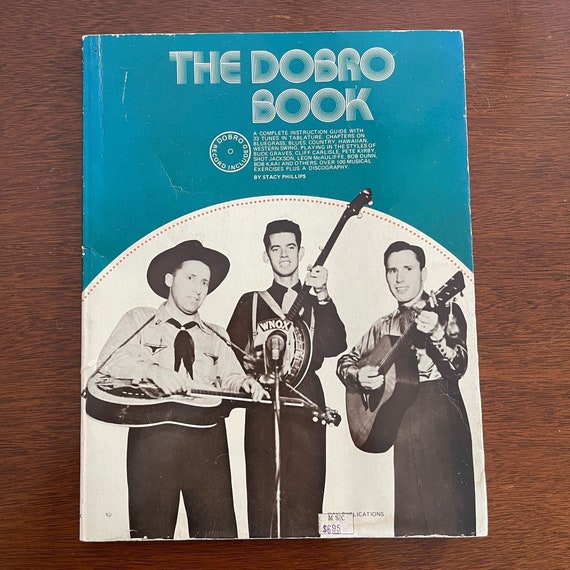 THE DOBRO
BOOK
A COMPLETE INSTRUCTION GUIDE WITH
33 TUNES IN TABLATURE. CHAPTERS ON
BLUEGRASS, BLUES, COUNTRY, HAWAIIAN,
WESTERN SWING. PLAYING IN THE STYLES OF
BUCK GRAVES, CLIFF CARLISLE, PETE KIRBY,
SHOT JACKSON, LEON McAULIFFE, BOB DUNN,
BOB KAAI AND OTHERS. OVER 100 MUSICAL
EXERCISES PLUS A DISCOGRAPHY.
BY STACY PHILLIPS
DOBRO
RECORD INCLUDED
WNOX
PUBLICATIONS
$6.95